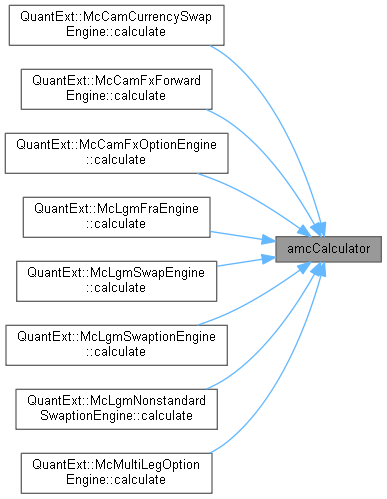 QuantExt::McCamCurrencySwap
Engine::calculate
QuantExt::McCamFxForward
Engine::calculate
QuantExt::McCamFxOptionEngine
::calculate
QuantExt::McLgmFraEngine
::calculate
amcCalculator
QuantExt::McLgmSwapEngine
::calculate
QuantExt::McLgmSwaptionEngine
::calculate
QuantExt::McLgmNonstandard
SwaptionEngine::calculate
QuantExt::McMultiLegOption
Engine::calculate